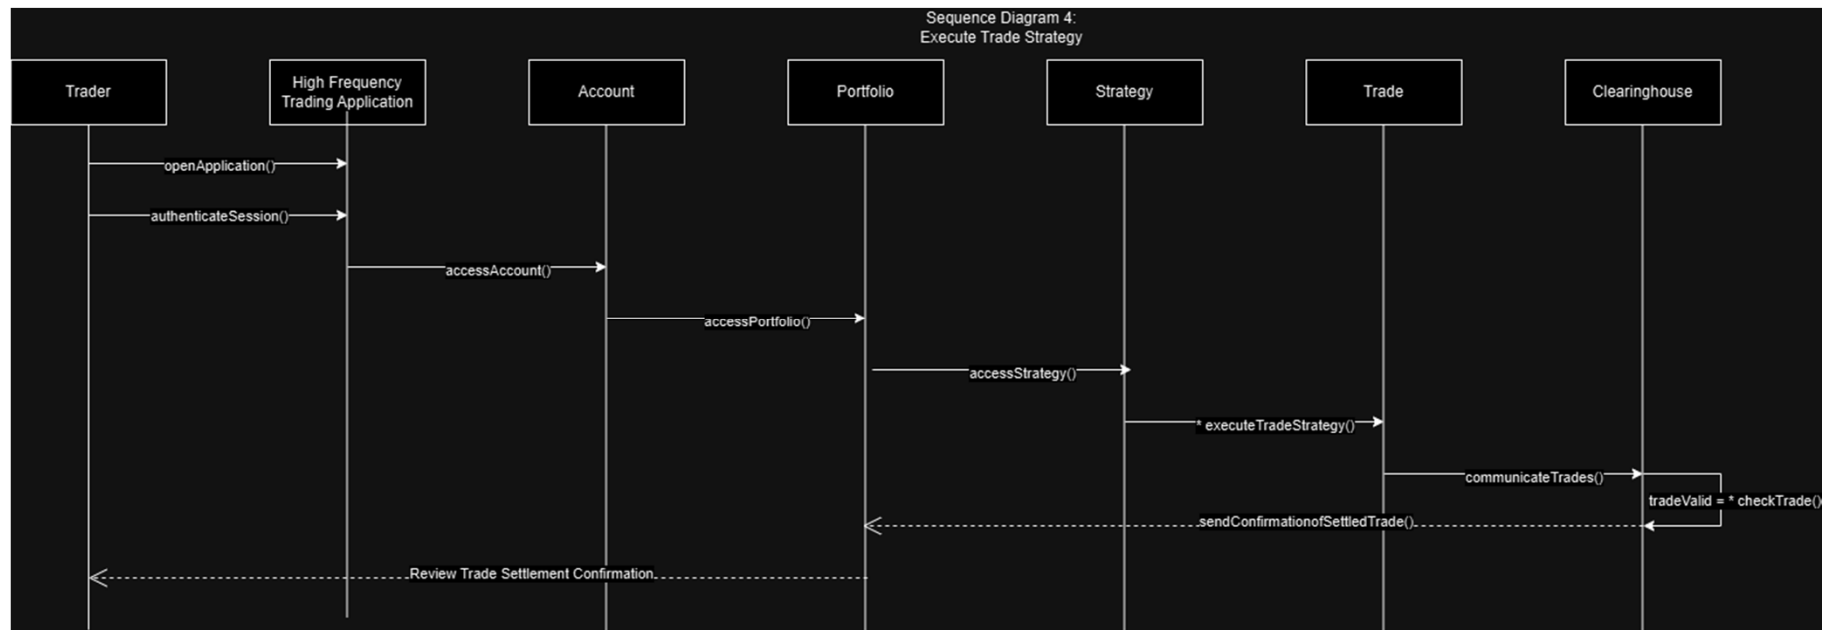 Sequence Diagram 4:
Execute Trade Strategy
Trader
High Frequency
Trading Application
Account
Portfolio
Strategy
Trade
Clearinghouse
openApplication()
authenticateSession()
accessAccount()
accessPortfolio()
accessStrategy()
* executeTradeStrategy()
communicateTrades()
tradeValid = * checkTrade()
sendConfirmationofSettledTrade()
Review Trade Settlement Confirmation